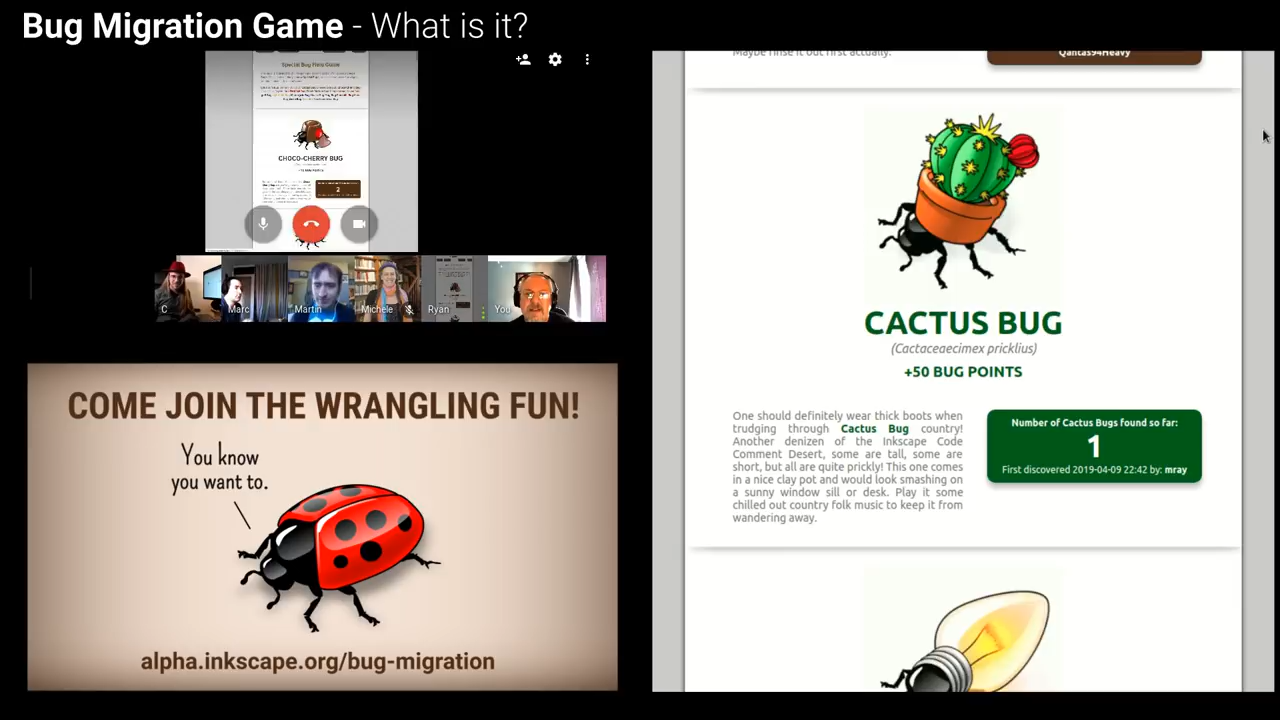 Bug Migration Game - What is it?
Special Bug Hero Game
CHOCO-CHERRY BUG
2
C
Marc
Martin
Michele
Ryan
You
COME JOIN THE WRANGLING FUN!
You know
you want to.
alpha.inkscape.org/bug-migration
Maybe rinse it out first actually.
Qantas94Heavy
CACTUS BUG
(Cactaceaecimex pricklius)
+50 BUG POINTS
One should definitely wear thick boots when
trudging through Cactus Bug country!
Another denizen of the Inkscape Code
Comment Desert, some are tall, some are
short, but all are quite prickly! This one comes
in a nice clay pot and would look smashing on
a sunny window sill or desk. Play it some
chilled out country folk music to keep it from
wandering away.
Number of Cactus Bugs found so far:
1
First discovered 2019-04-09 22:42 by: mray